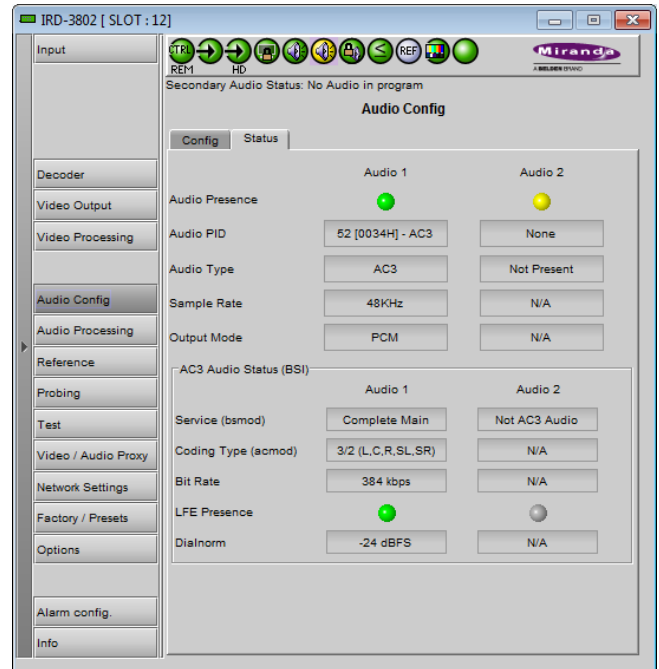 IRD-3802 [ SLOT : 12]
Input
CTRL
REM
HD
REF
Miranda
A BELDEN BRAND
Secondary Audio Status: No Audio in program
Audio Config
Config Status
Audio 1 Audio 2
Decoder
Video Output
Video Processing
Audio Config
Audio Processing
Reference
Probing
Test
Video / Audio Proxy
Network Settings
Factory / Presets
Options
Alarm config.
Info
Audio Presence
Audio PID 52 [0034H] - AC3 None
Audio Type AC3 Not Present
Sample Rate 48KHz N/A
Output Mode PCM N/A
AC3 Audio Status (BSI)
Audio 1 Audio 2
Service (bsmod) Complete Main Not AC3 Audio
Coding Type (acmod) 3/2 (L,C,R,SL,SR) N/A
Bit Rate 384 kbps N/A
LFE Presence
Dialnorm -24 dBFS N/A